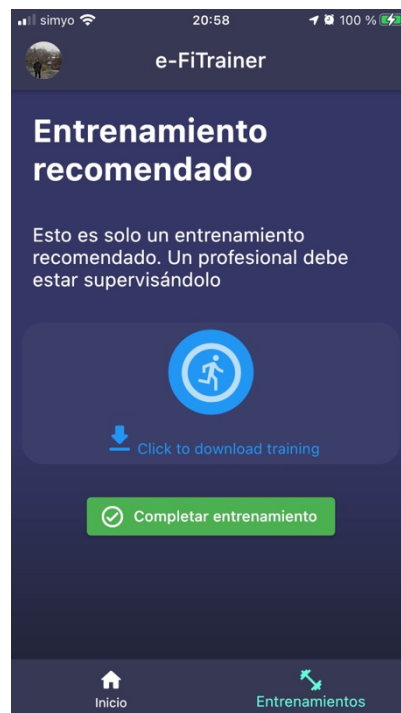 simyo 20:58 100 %
e-FiTrainer
Entrenamiento
recomendado
Esto es solo un entrenamiento
recomendado. Un profesional debe
estar supervisándolo
Click to download training
Completar entrenamiento
Inicio Entrenamientos